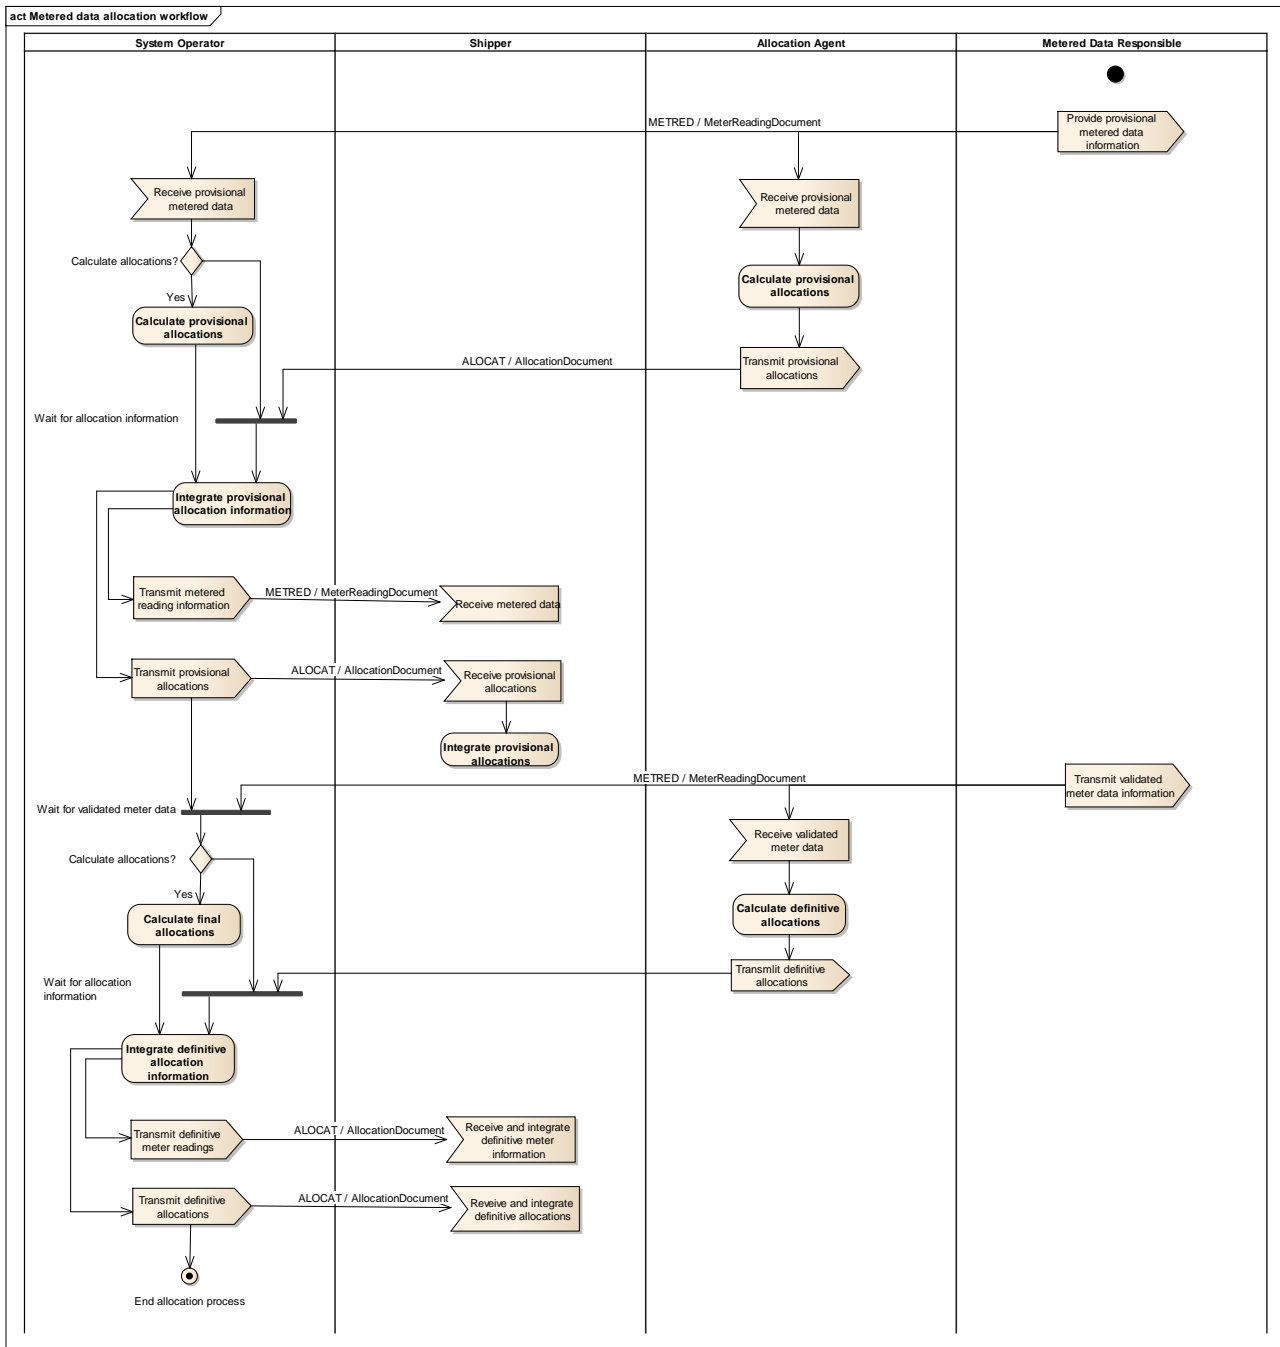 act Metered data allocation workflow
System Operator
Shipper
Allocation Agent
Metered Data Responsible
METRED / MeterReadingDocument
Provide provisional
metered data
information
Receive provisional
metered data
Receive provisional
metered data
Calculate allocations?
Yes
Calculate provisional
allocations
Calculate provisional
allocations
ALOCAT / AllocationDocument
Transmit provisional
allocations
Wait for allocation information
Integrate provisional
allocation information
Transmit metered
reading information
METRED / MeterReadingDocument
Receive metered data
Transmit provisional
allocations
ALOCAT / AllocationDocument
Receive provisional
allocations
Integrate provisional
allocations
METRED / MeterReadingDocument
Transmit validated
meter data information
Wait for validated meter data
Receive validated
meter data
Calculate allocations?
Yes
Calculate final
allocations
Calculate definitive
allocations
Wait for allocation
information
Transmlit definitive
allocations
Integrate definitive
allocation
information
Transmit definitive
meter readings
ALOCAT / AllocationDocument
Receive and integrate
definitive meter
information
Transmit definitive
allocations
ALOCAT / AllocationDocument
Reveive and integrate
definitive allocations
End allocation process